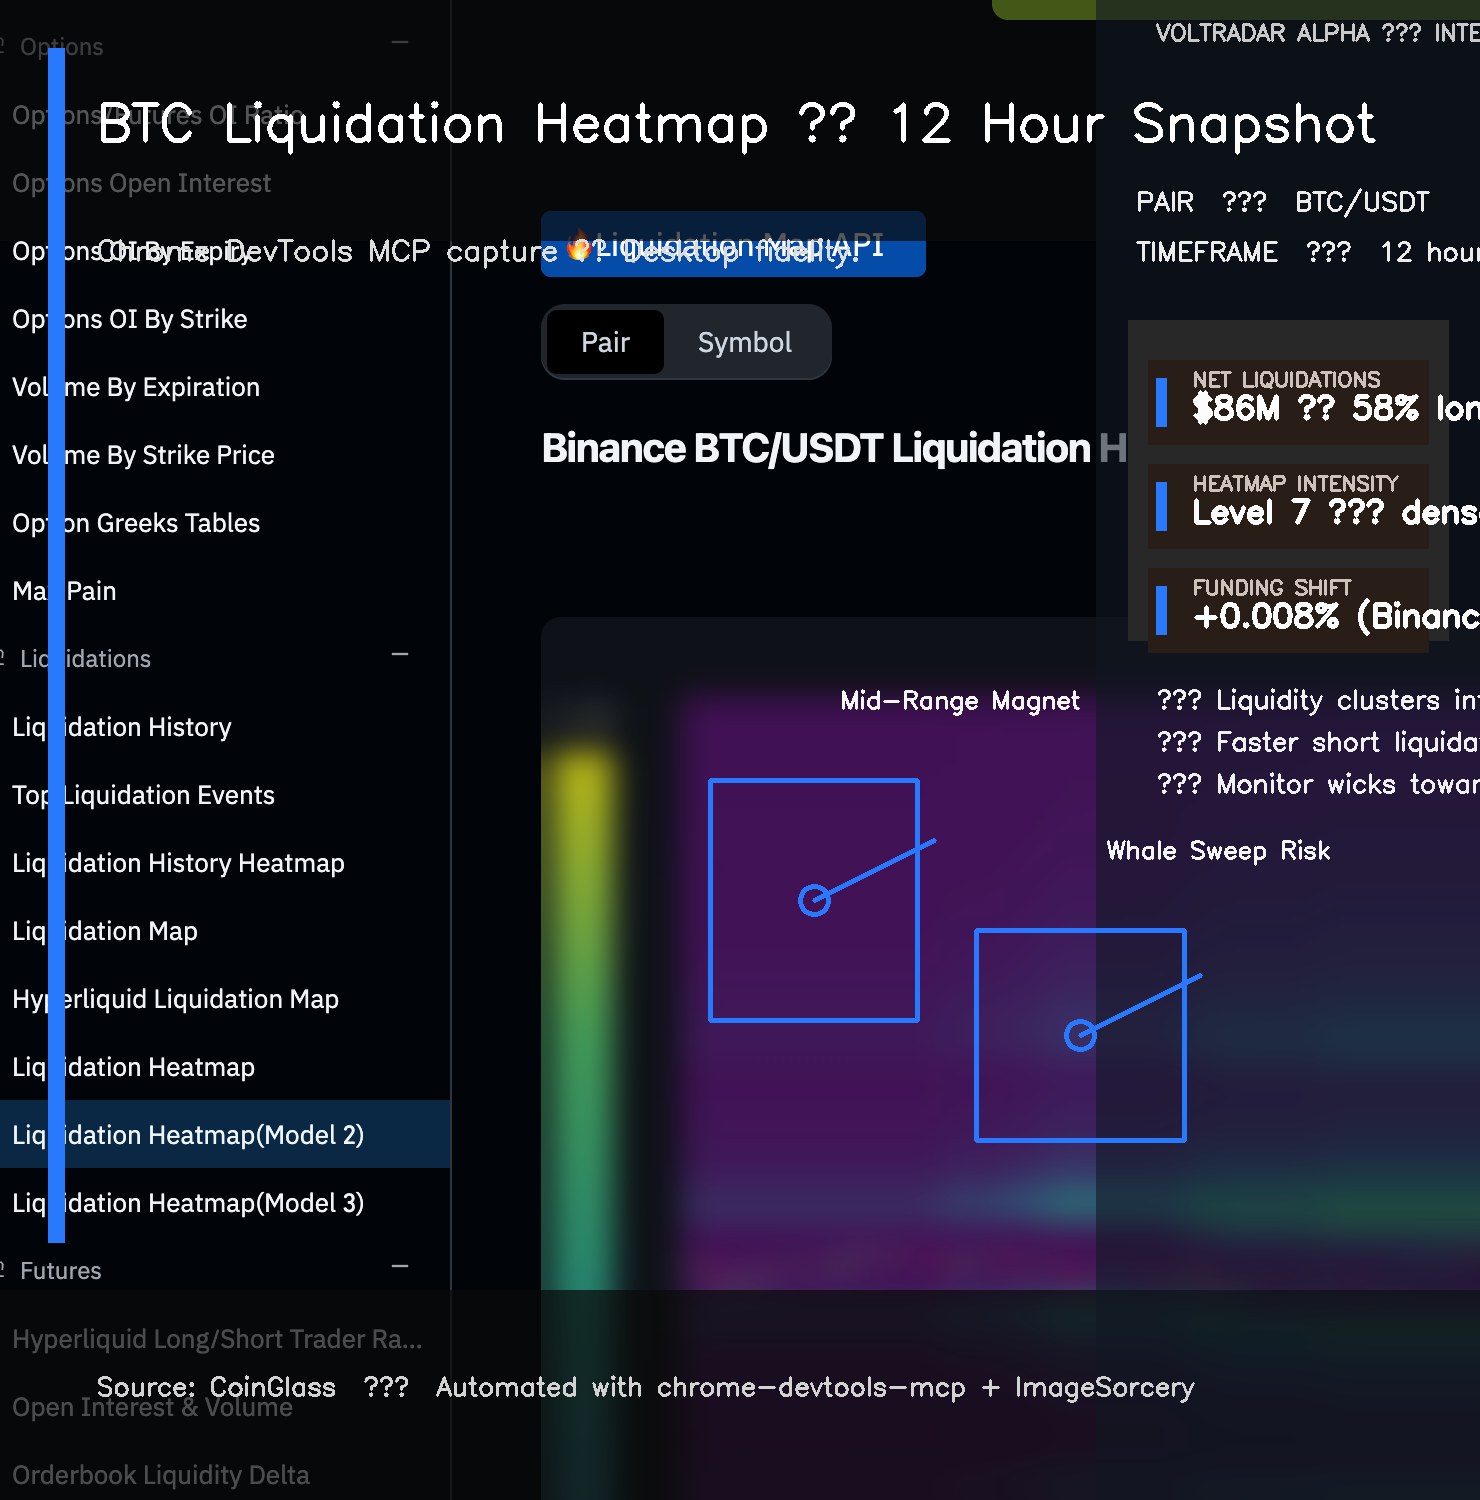 Options
VOLTRADAR ALPHA ??? INTE
Options/Futures OI Ratio
BTC Liquidation Heatmap ?? 12 Hour Snapshot
Options Open Interest
PAIR ??? BTC/USDT
Options OI By Expiry
Chrome DevTools MCP capture ?? Desktop fidelity.
Liquidation Map API
TIMEFRAME ??? 12 hour
Options OI By Strike
Pair
Symbol
Volume By Expiration
NET LIQUIDATIONS
$86M ?? 58% lon
Volume By Strike Price
Binance BTC/USDT Liquidation H
HEATMAP INTENSITY
Level 7 ??? dens
Option Greeks Tables
Max Pain
FUNDING SHIFT
+0.008% (Binanc
Liquidations
Mid-Range Magnet
??? Liquidity clusters in
Liquidation History
??? Faster short liquida
??? Monitor wicks towar
Top Liquidation Events
Liquidation History Heatmap
Whale Sweep Risk
Liquidation Map
Hyperliquid Liquidation Map
Liquidation Heatmap
Liquidation Heatmap(Model 2)
Liquidation Heatmap(Model 3)
Futures
Hyperliquid Long/Short Trader Ra...
Source: CoinGlass ??? Automated with chrome-devtools-mcp + ImageSorcery
Open Interest & Volume
Orderbook Liquidity Delta